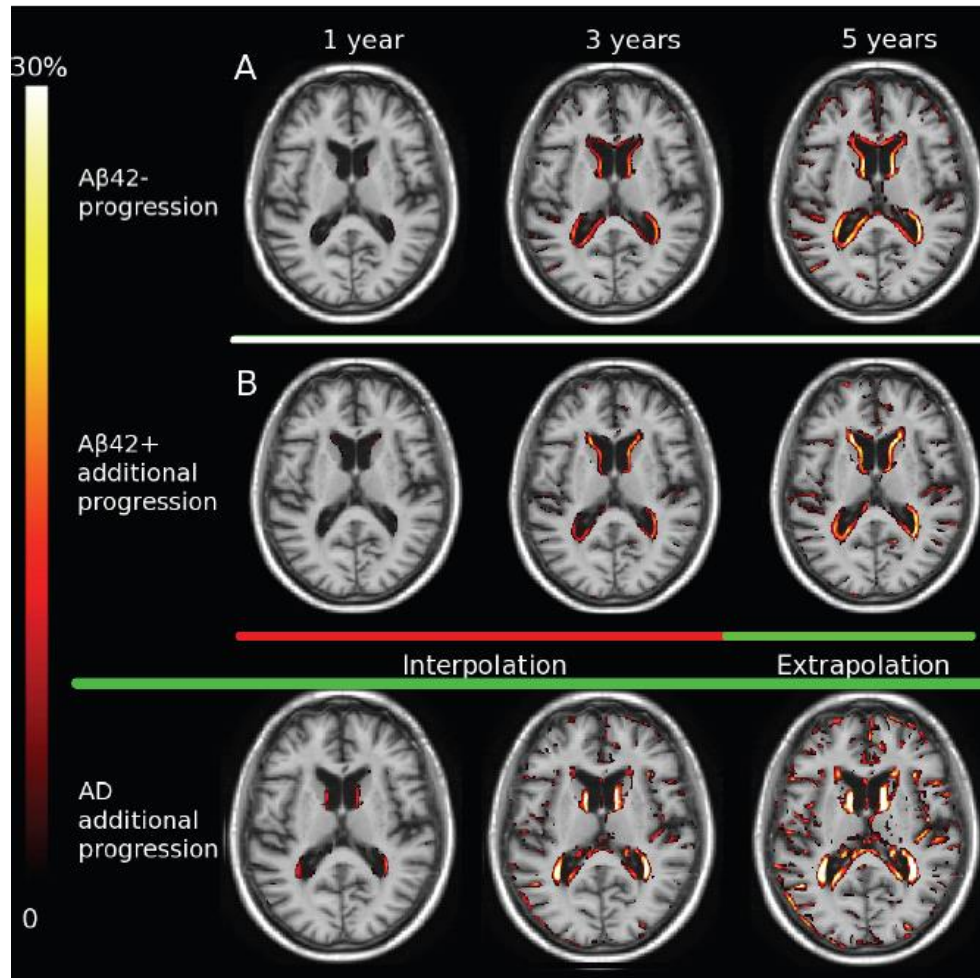 1 year 3 years 5 years
30%
A
Aβ42-
progression
B
Aβ42+
additional
progression
Interpolation Extrapolation
AD
additional
progression
0